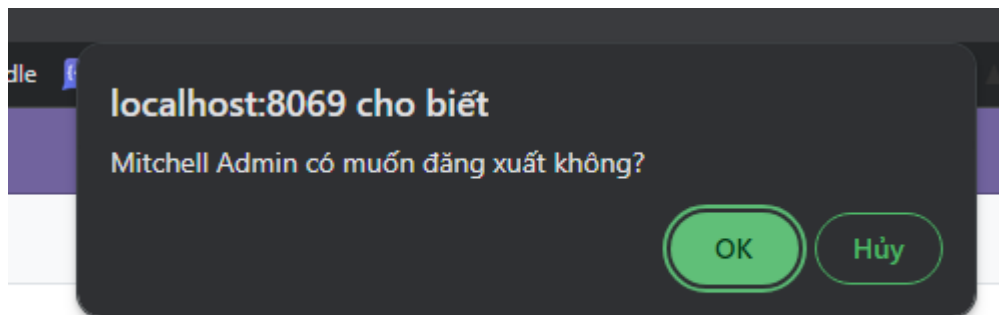 dle
localhost:8069 cho biết
Mitchell Admin có muốn đăng xuất không?
OK Hủy